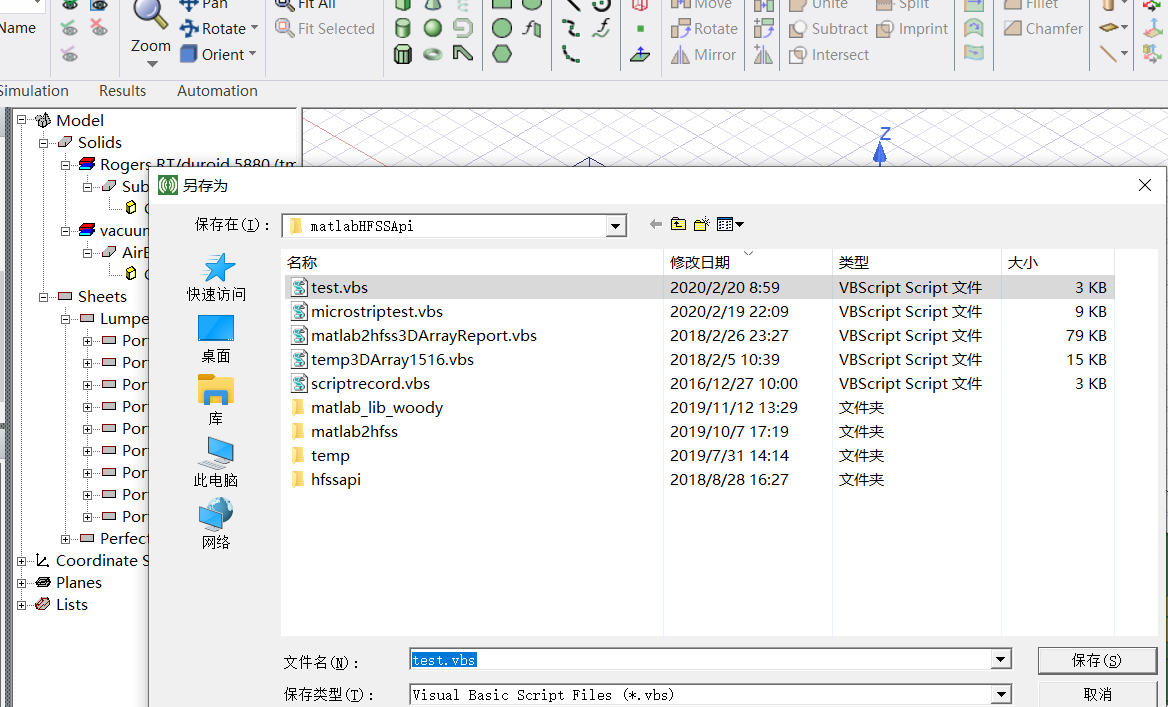 Pan Fit All Move Unite Split Fillet
Name Rotate Fit Selected Rotate Subtract Imprint Chamfer
Zoom Orient Mirror Intersect
Simulation Results Automation
Model
Solids
Rogers RT/duroid 5880 (tm
Sub
vacuum
AirB
Sheets
Lumpe
Por
Por
Por
Por
Por
Por
Por
Por
Por
Perfect
Coordinate S
Planes
Lists
Z
另存为
保存在(I):
matlabHFSSApi
快速访问
桌面
库
此电脑
网络
名称 修改日期 类型 大小
test.vbs 2020/2/20 8:59 VBScript Script 文件 3 KB
microstriptest.vbs 2020/2/19 22:09 VBScript Script 文件 9 KB
matlab2hfss3DArrayReport.vbs 2018/2/26 23:27 VBScript Script 文件 79 KB
temp3DArray1516.vbs 2018/2/5 10:39 VBScript Script 文件 15 KB
scriptrecord.vbs 2016/12/27 10:00 VBScript Script 文件 3 KB
matlab_lib_woody 2019/11/12 13:29 文件夹
matlab2hfss 2019/10/7 17:19 文件夹
temp 2019/7/31 14:14 文件夹
hfssapi 2018/8/28 16:27 文件夹
文件名(N): test.vbs 保存(S)
保存类型(T): Visual Basic Script Files (*.vbs) 取消